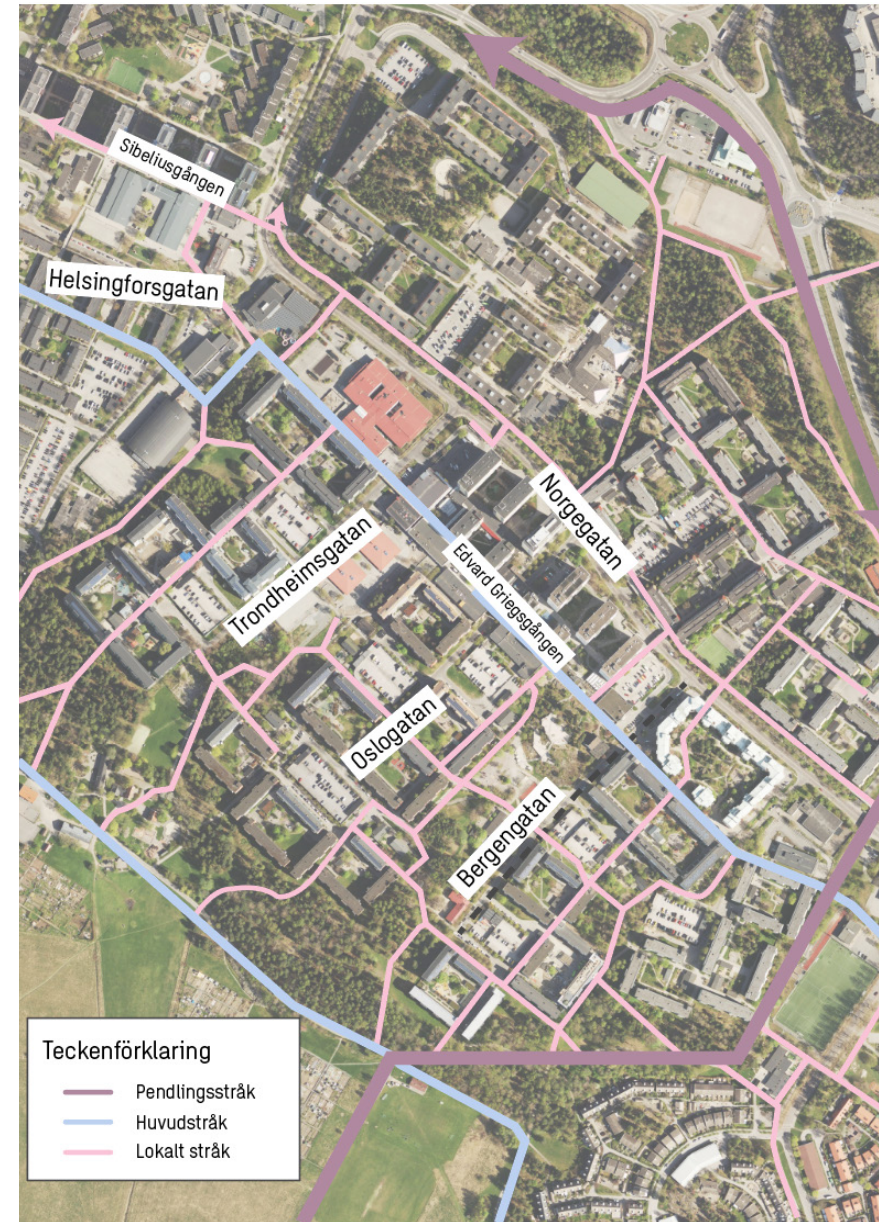 Sibeliusgången
Helsingforsgatan
Norgegatan
Trondheimsgatan
Edvard Griegsgången
Oslogatan
Bergengatan
Teckenförklaring
Pendlingsstråk
Huvudstråk
Lokalt stråk